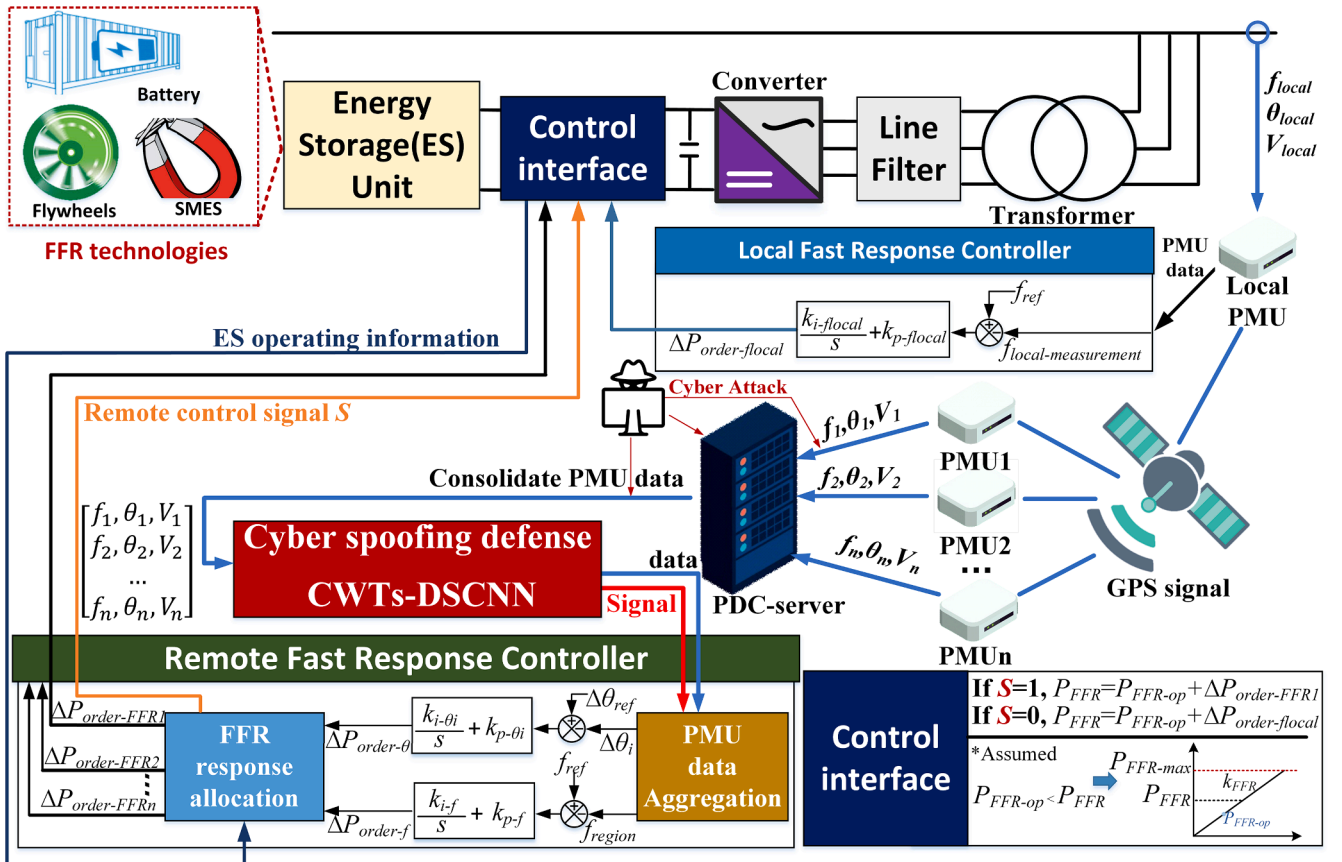 Battery
Flywheels
SMES
FFR technologies
Energy
Storage(ES)
Unit
Control
interface
Converter
Line
Filter
Transformer
f_local
θ_local
V_local
Local Fast Response Controller
PMU
data
Local
PMU
ΔP_order-flocal
k_i-flocal/s +k_p-flocal
f_ref
f_local-measurement
ES operating information
Remote control signal S
Cyber Attack
Consolidate PMU data
f_1,θ_1,V_1
f_2,θ_2,V_2
f_n,θ_n,V_n
PMU1
PMU2
...
PMUn
GPS signal
PDC-server
[f_1, θ_1, V_1
f_2, θ_2, V_2
...
f_n, θ_n, V_n]
Cyber spoofing defense
CWTs-DSCNN
data
Signal
Remote Fast Response Controller
ΔP_order-FFR1
ΔP_order-FFR2
⋮
ΔP_order-FFRn
FFR
response
allocation
ΔP_order-θ
k_i-θi/s + k_p-θi
Δθ_ref
Δθ_i
ΔP_order-f
k_i-f/s + k_p-f
f_ref
f_region
PMU
data
Aggregation
Control
interface
If S=1, P_FFR=P_FFR-op+ΔP_order-FFR1
If S=0, P_FFR=P_FFR-op+ΔP_order-flocal
*Assumed
P_FFR-op<P_FFR
P_FFR-max
P_FFR
k_FFR
P_FFR-op